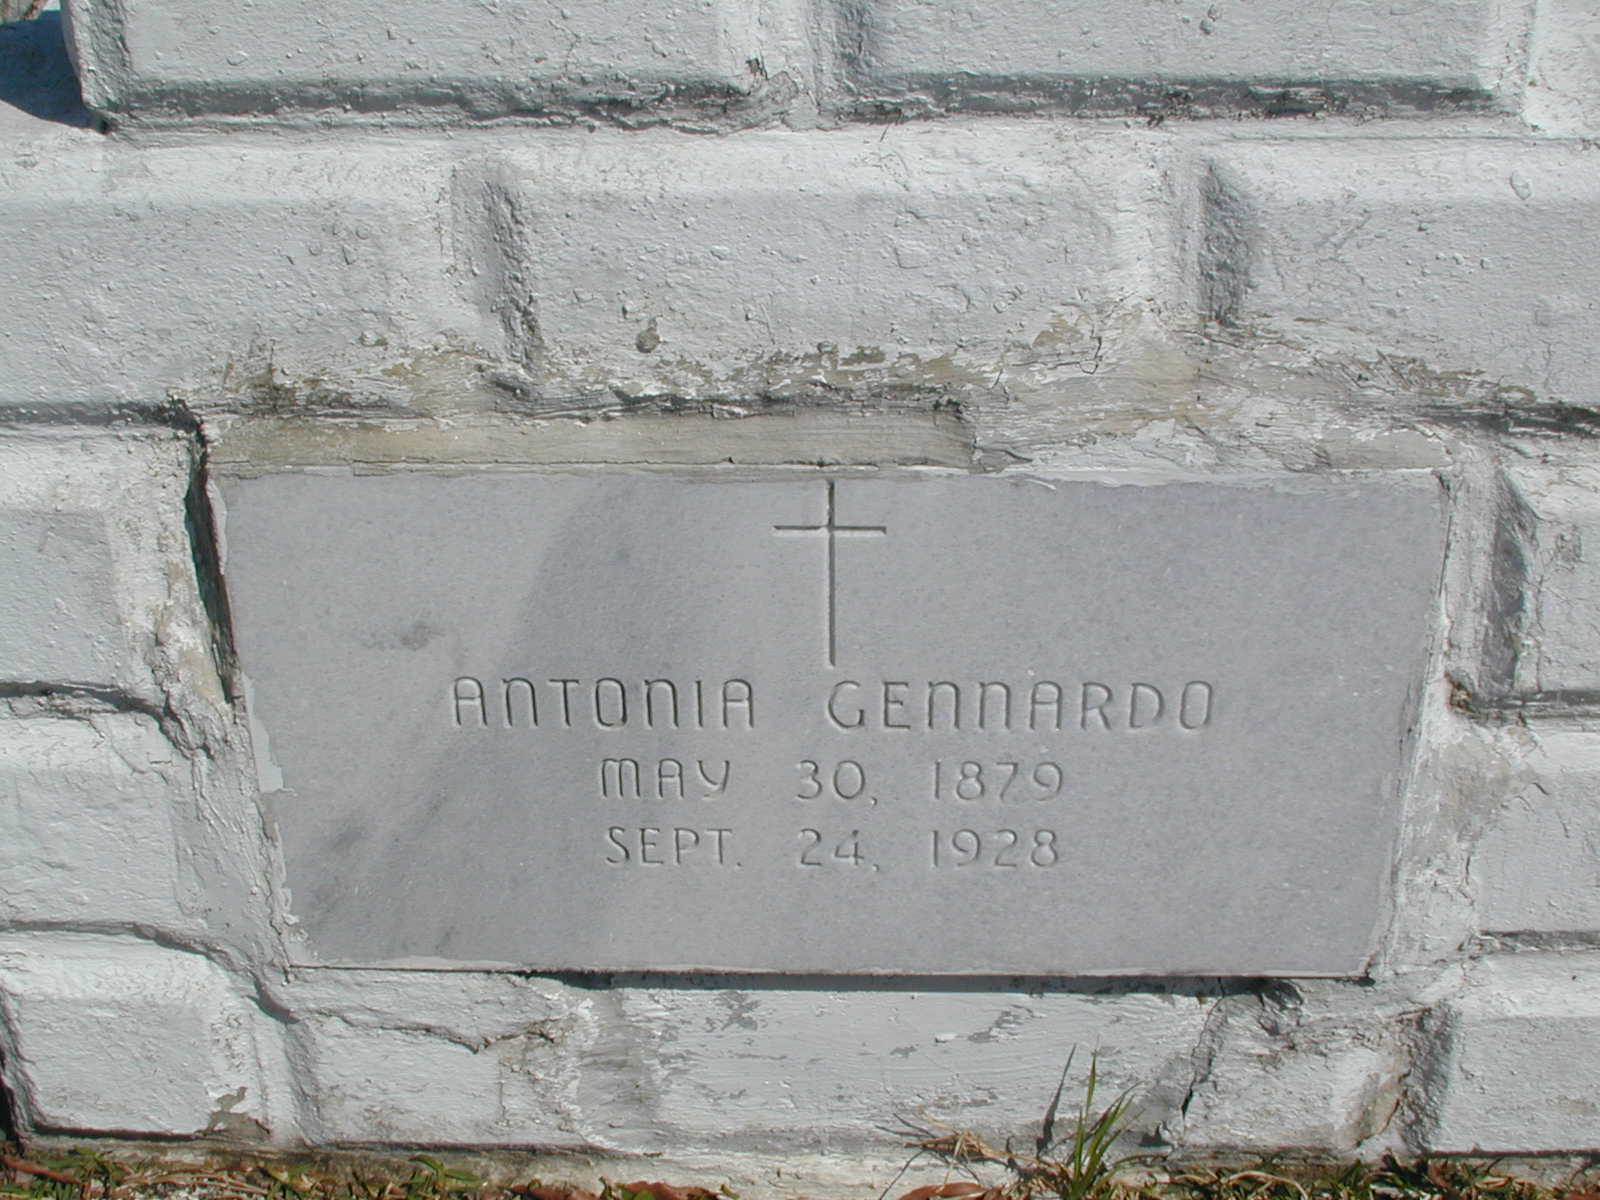 ANTONIA GENNARDO
MAY 30, 1879
SEPT. 24, 1928